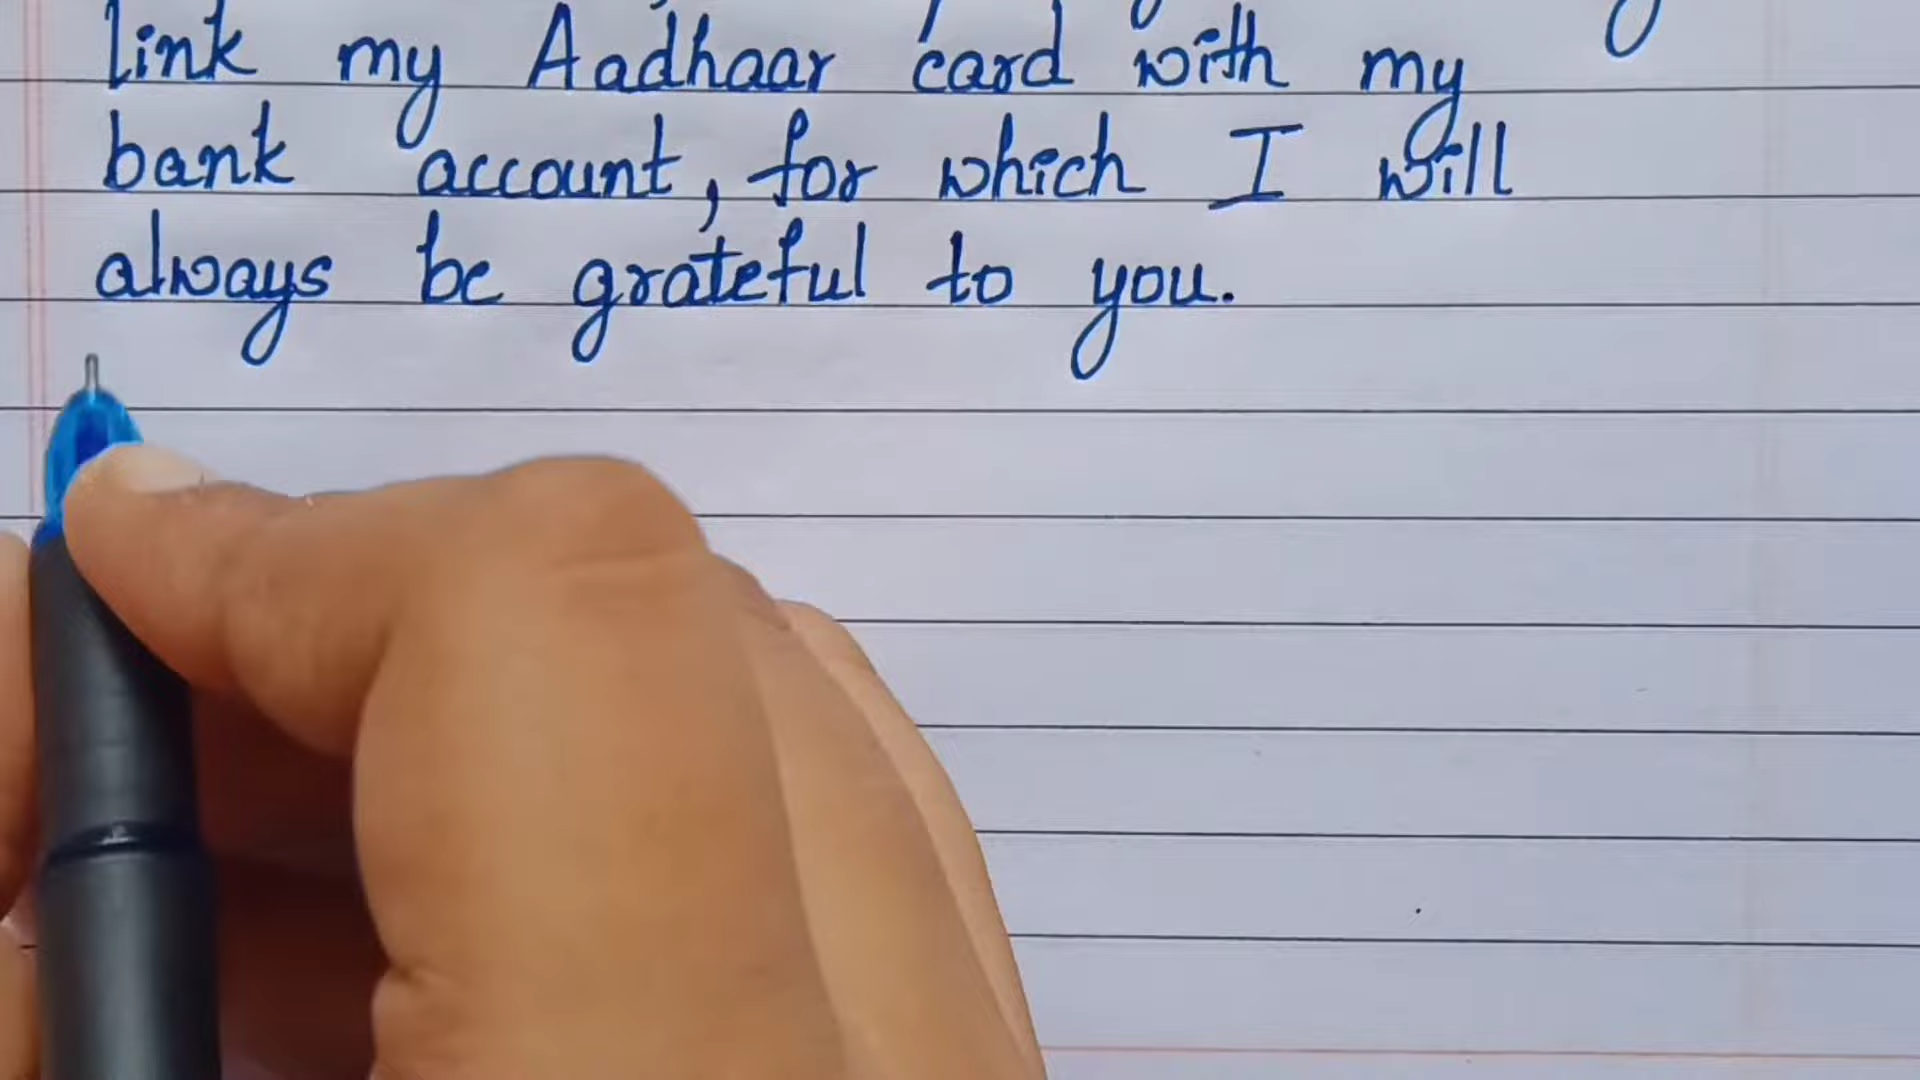 link my Aadhaar card with my
bank account, for which I will
always be grateful to you.